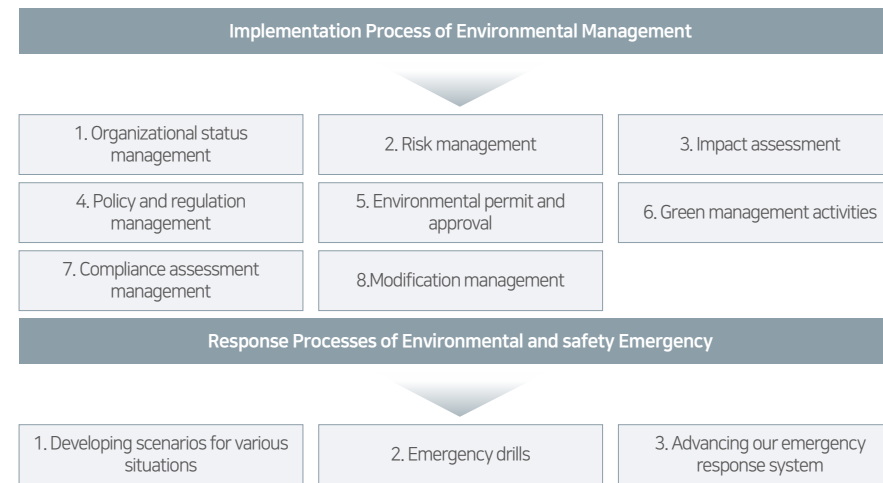 Implementation Process of Environmental Management
1. Organizational status
management
2. Risk management
3. Impact assessment
4. Policy and regulation
management
5. Environmental permit and
approval
6. Green management activities
7. Compliance assessment
management
8.Modification management
Response Processes of Environmental and safety Emergency
1. Developing scenarios for various
situations
2. Emergency drills
3. Advancing our emergency
response system